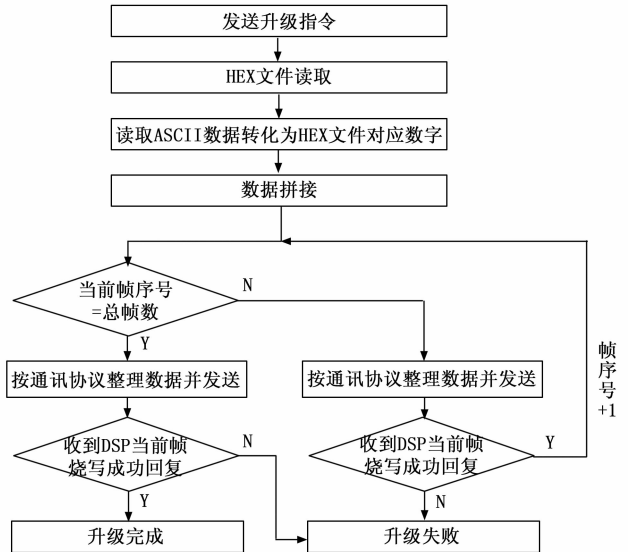 发送升级指令
HEX文件读取
读取ASCII数据转化为HEX文件对应数字
数据拼接
当前帧序号
=总帧数
N
Y
按通讯协议整理数据并发送
按通讯协议整理数据并发送
帧序号+1
收到DSP当前帧
烧写成功回复
N
收到DSP当前帧
烧写成功回复
Y
Y
N
升级完成
升级失败